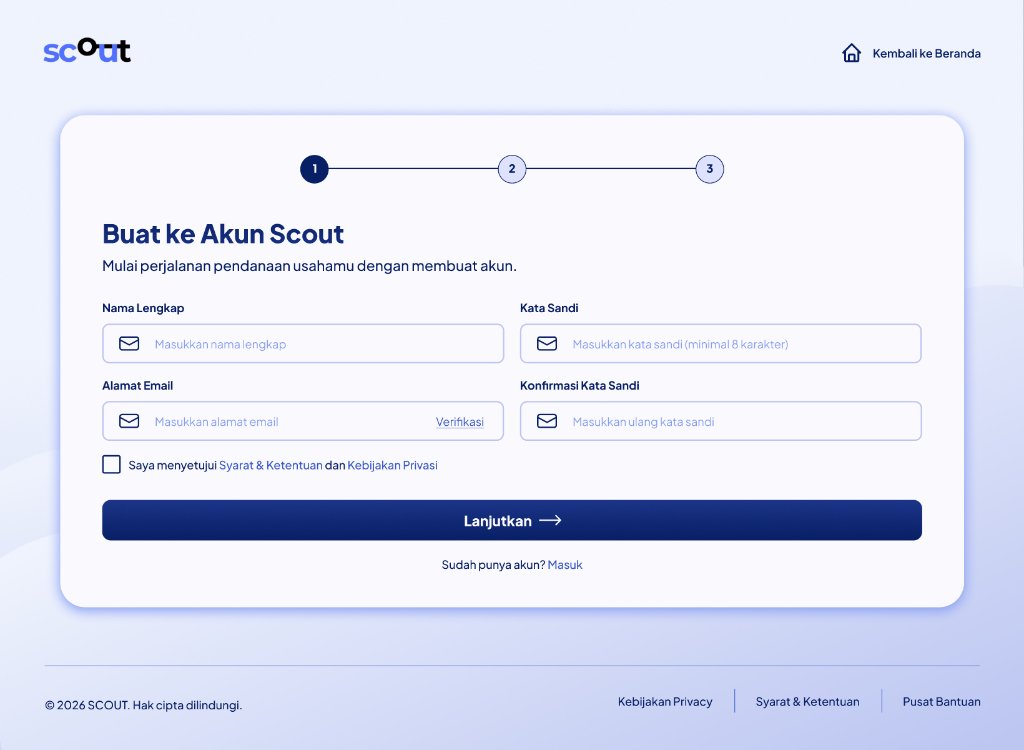 scout
Kembali ke Beranda
1
2
3
Buat ke Akun Scout
Mulai perjalanan pendanaan usahamu dengan membuat akun.
Nama Lengkap
Masukkan nama lengkap
Kata Sandi
Masukkan kata sandi (minimal 8 karakter)
Alamat Email
Masukkan alamat email
Verifikasi
Konfirmasi Kata Sandi
Masukkan ulang kata sandi
Saya menyetujui Syarat & Ketentuan dan Kebijakan Privasi
Lanjutkan
Sudah punya akun? Masuk
© 2026 SCOUT. Hak cipta dilindungi.
Kebijakan Privacy
Syarat & Ketentuan
Pusat Bantuan